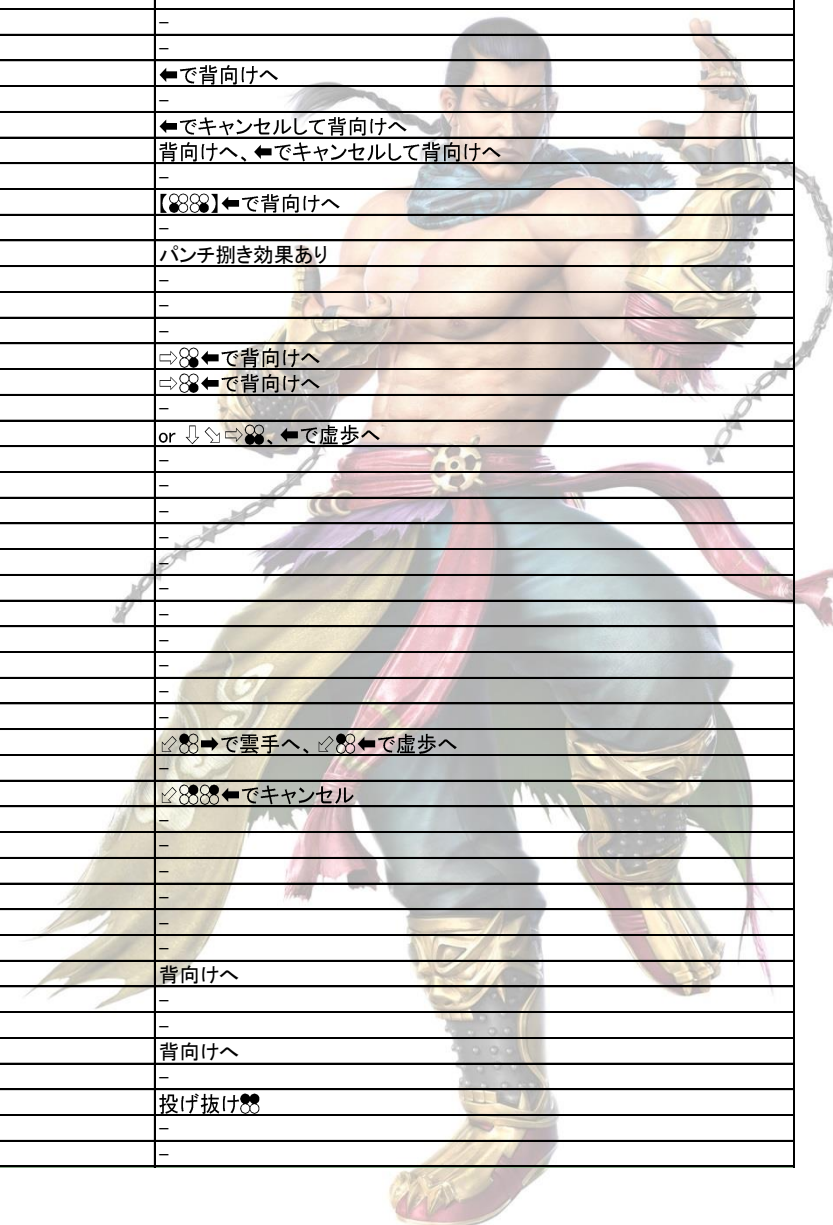 –
–
⬅で背向けへ
–
⬅でキャンセルして背向けへ
背向けへ、⬅でキャンセルして背向けへ
–
【】⬅で背向けへ
–
パンチ捌き効果あり
–
–
–
⇨⬅で背向けへ
⇨⬅で背向けへ
–
or ⇩⬂⇨、⬅で虚歩へ
–
–
–
–
–
–
–
–
–
–
–
⬃➡で雲手へ、⬃⬅で虚歩へ
–
⬃⬅でキャンセル
–
–
–
–
–
–
背向けへ
–
–
背向けへ
–
投げ抜け
–
–